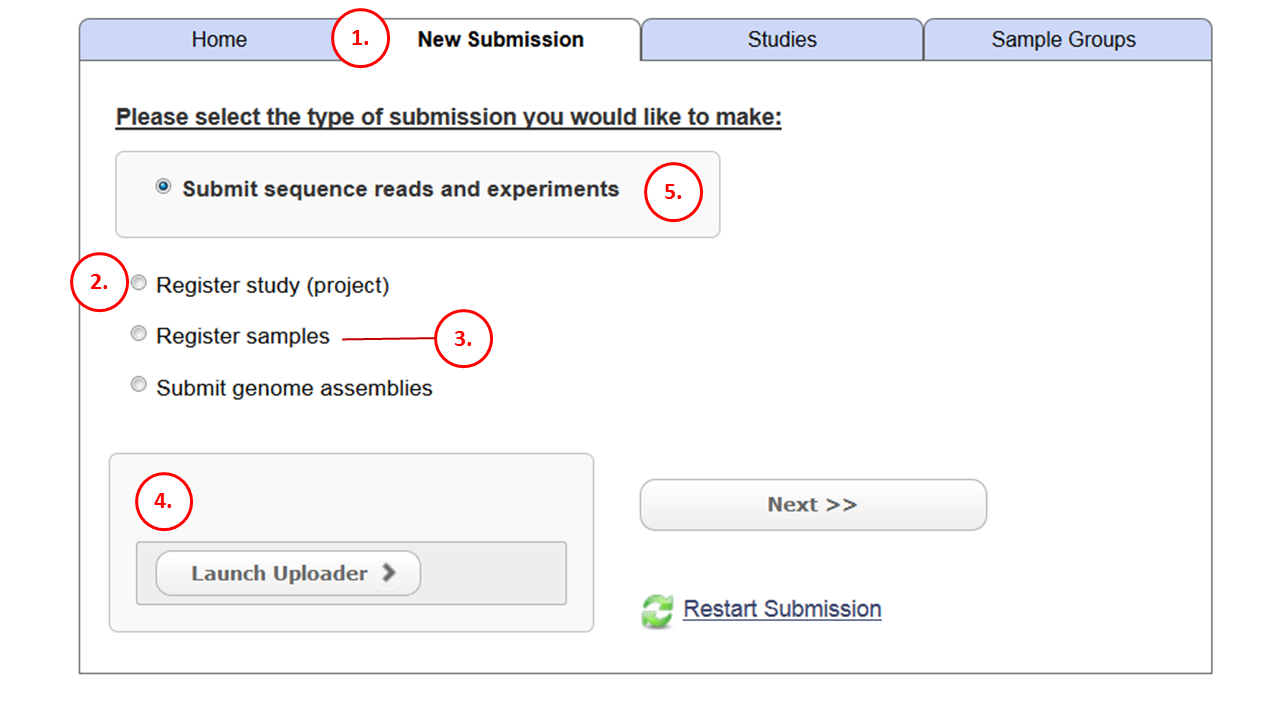 Home 1. New Submission Studies Sample Groups
Please select the type of submission you would like to make:
Submit sequence reads and experiments 5.
2. Register study (project)
Register samples 3.
Submit genome assemblies
4.
Next >>
Launch Uploader
Restart Submission